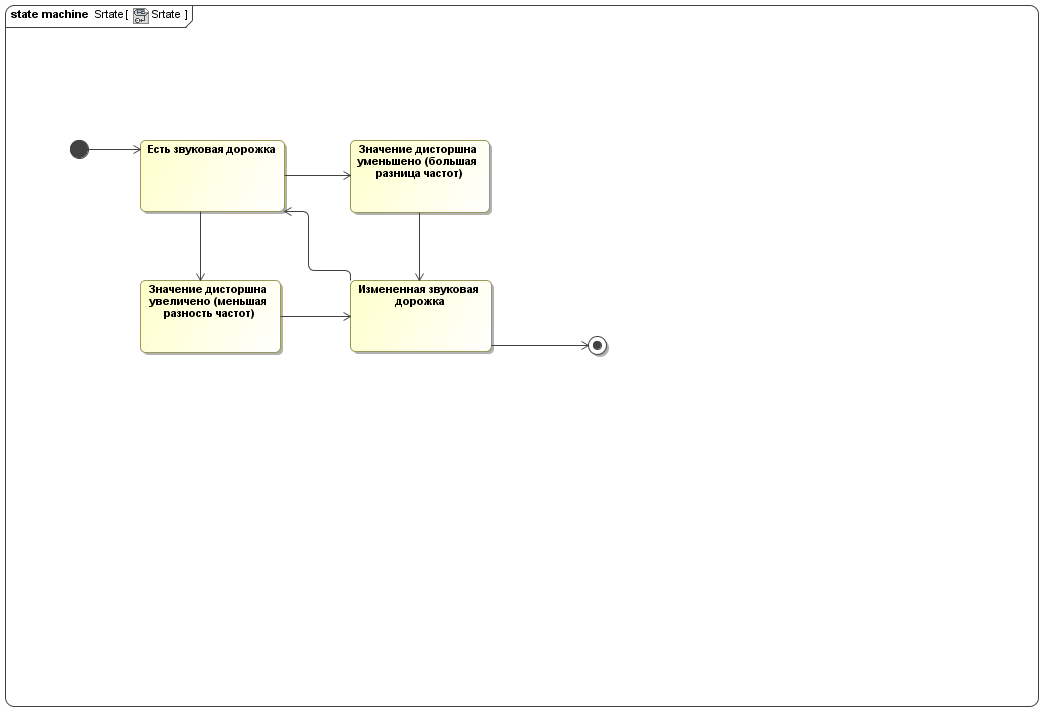 state machine Srtate [ Srtate ]
Есть звуковая дорожка
Значение дисторшна
уменьшено (большая
разница частот)
Значение дисторшна
увеличено (меньшая
разность частот)
Измененная звуковая
дорожка